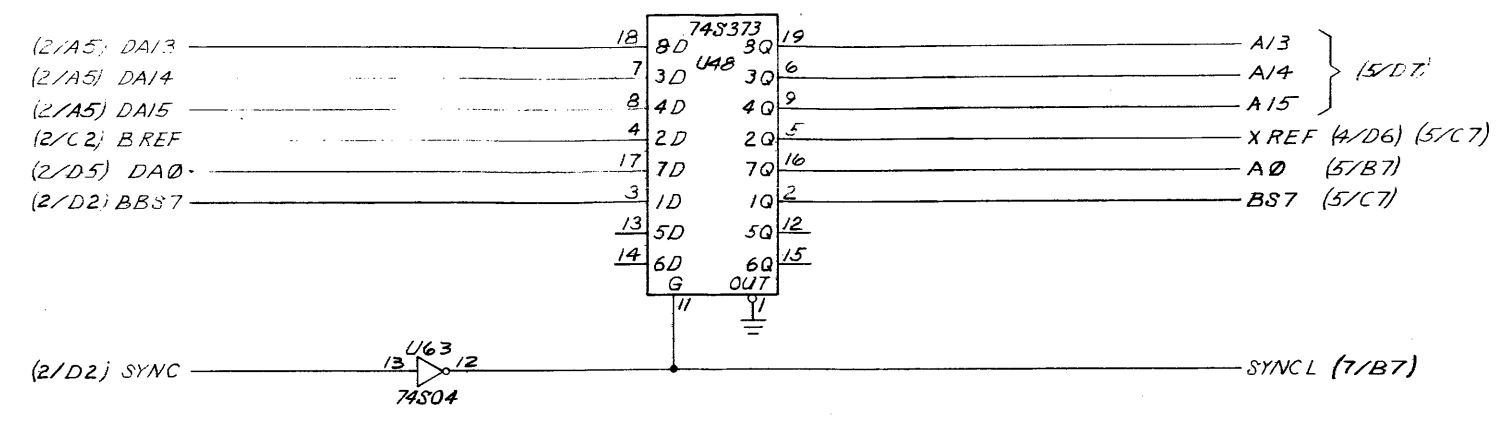 74S373
(2/A5) DA13 18 8D 8Q 19 A13
U48
(2/A5) DA14 7 3D 3Q 6 A14 (5/D7)
(2/A5) DA15 8 4D 4Q 9 A15
(2/C2) BREF 4 2D 2Q 5 XREF (4/D6) (5/C7)
(2/D5) DAØ 17 7D 7Q 16 AØ (5/B7)
(2/D2) BBS7 3 1D 1Q 2 BS7 (5/C7)
13 5D 5Q 12
14 6D 6Q 15
G OUT
11 1
U63
(2/D2) SYNC 13 12 SYNCL (7/B7)
74S04